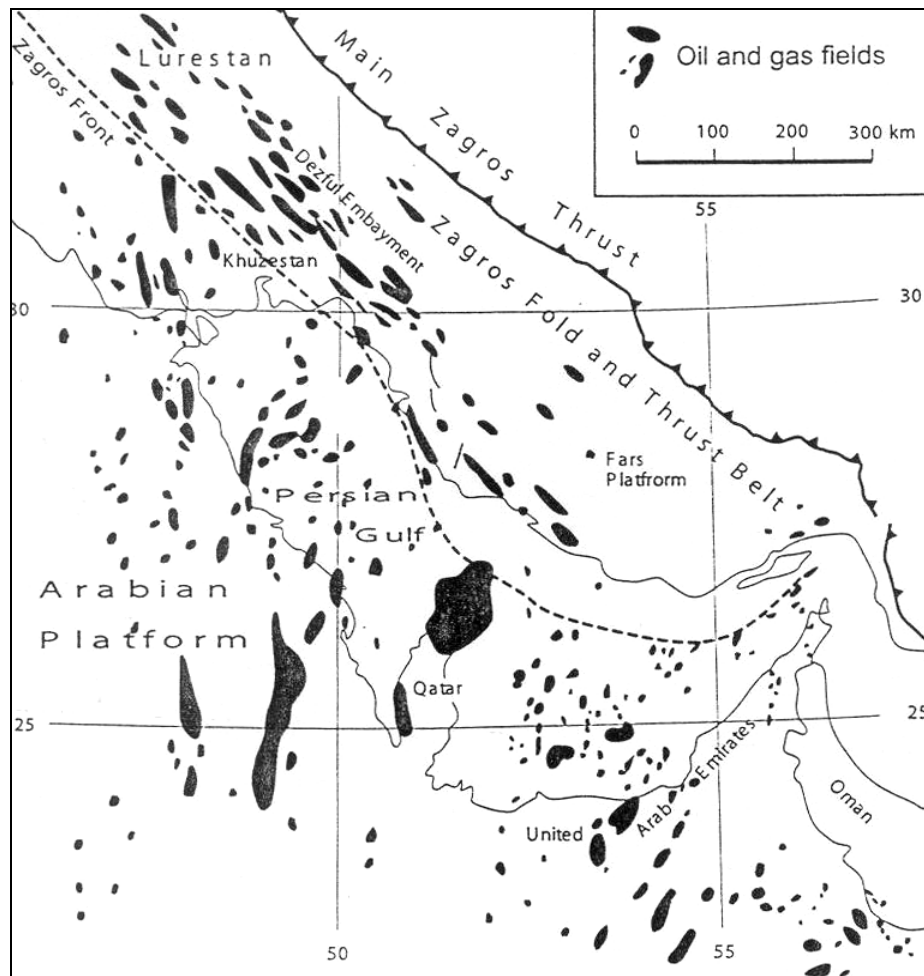 Lurestan
Zagros Front
Main Zagros Thrust
Oil and gas fields
0 100 200 300 km
55
Dezful Embayment
Khuzestan
Zagros Fold and Thrust Belt
30
30
Fars
Platfrorm
Persian
Gulf
Arabian
Platform
Qatar
25
25
United
Arab
Emirates
Oman
50
55